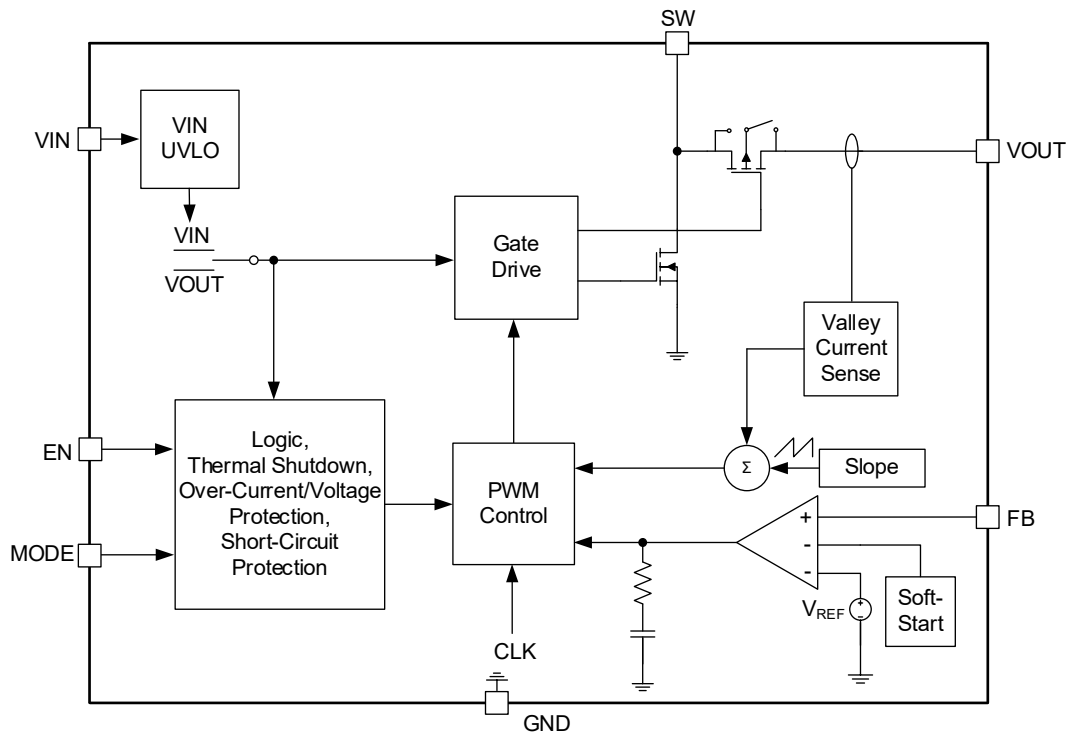 SW
VIN
VIN
UVLO
VOUT
VIN
VOUT
Gate
Drive
Valley
Current
Sense
EN
Logic,
Thermal Shutdown,
Over-Current/Voltage
Protection,
Short-Circuit
Protection
PWM
Control
Σ
Slope
MODE
+
-
-
FB
VREF
+
-
Soft-
Start
CLK
GND